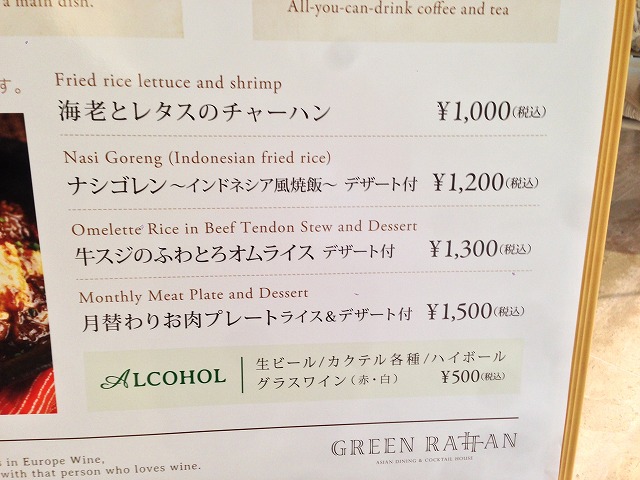 a main dish.
All-you-can-drink coffee and tea
す。
Fried rice lettuce and shrimp
海老とレタスのチャーハン ¥1,000(税込)
Nasi Goreng (Indonesian fried rice)
ナシゴレン〜インドネシア風焼飯〜 デザート付 ¥1,200(税込)
Omelette Rice in Beef Tendon Stew and Dessert
牛スジのふわとろオムライス デザート付 ¥1,300(税込)
Monthly Meat Plate and Dessert
月替わりお肉プレートライス&デザート付 ¥1,500(税込)
ALCOHOL
生ビール/カクテル各種/ハイボール
グラスワイン(赤・白) ¥500(税込)
GREEN RATTAN
ASIAN DINING & COCKTAIL HOUSE
s in Europe Wine,
with that person who loves wine.